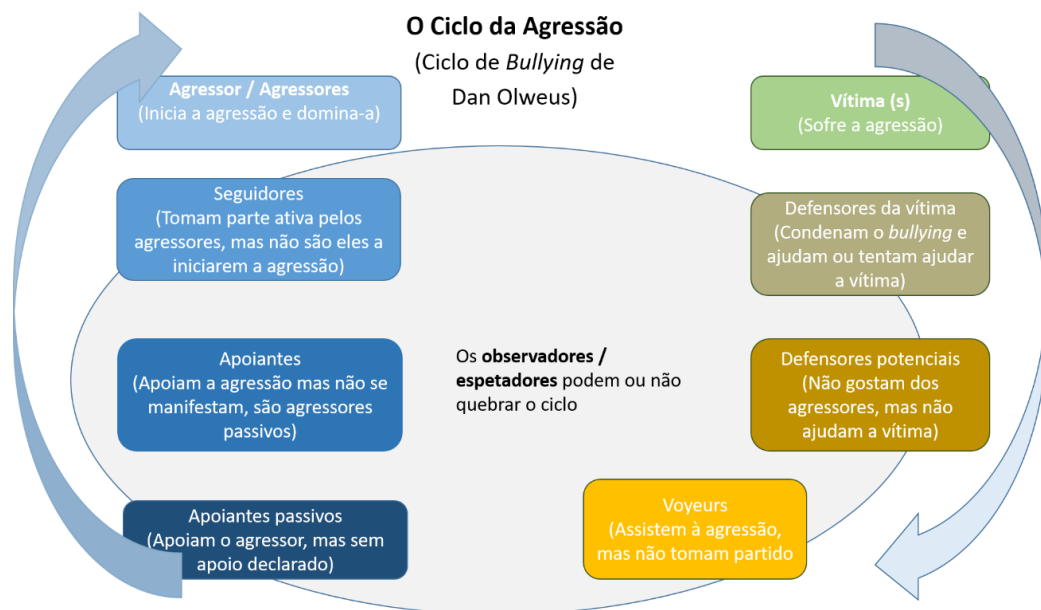 O Ciclo da Agressão
(Ciclo de Bullying de
Dan Olweus)
Agressor / Agressores
(Inicia a agressão e domina-a)
Vítima (s)
(Sofre a agressão)
Seguidores
(Tomam parte ativa pelos
agressores, mas não são eles a
iniciarem a agressão)
Defensores da vítima
(Condenam o bullying e
ajudam ou tentam ajudar
a vítima)
Apoiantes
(Apoiam a agressão mas não se
manifestam, são agressores
passivos)
Os observadores /
espetadores podem ou não
quebrar o ciclo
Defensores potenciais
(Não gostam dos
agressores, mas não
ajudam a vítima)
Apoiantes passivos
(Apoiam o agressor, mas sem
apoio declarado)
Voyeurs
(Assistem à agressão,
mas não tomam partido